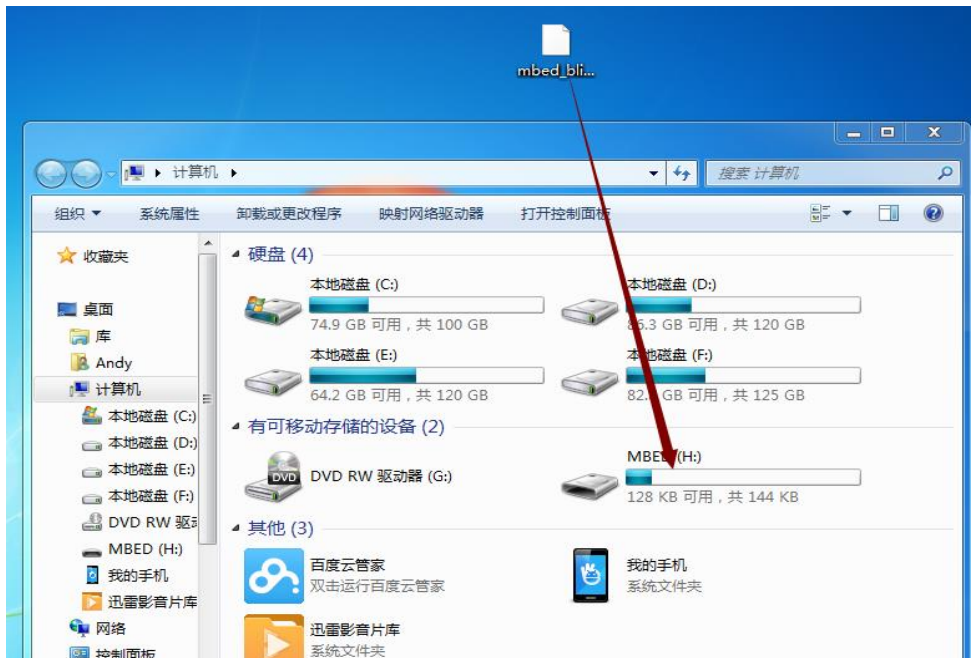 mbed_bli...
计算机
搜索 计算机
组织
系统属性
卸载或更改程序
映射网络驱动器
打开控制面板
收藏夹
桌面
库
Andy
计算机
本地磁盘 (C:)
本地磁盘 (D:)
本地磁盘 (E:)
本地磁盘 (F:)
DVD RW 驱
MBED (H:)
我的手机
迅雷影音片库
网络
控制面板
硬盘 (4)
本地磁盘 (C:)
74.9 GB 可用，共 100 GB
本地磁盘 (D:)
6.3 GB 可用，共 120 GB
本地磁盘 (E:)
64.2 GB 可用，共 120 GB
本地磁盘 (F:)
82. GB 可用，共 125 GB
有可移动存储的设备 (2)
DVD
DVD RW 驱动器 (G:)
MBED (H:)
128 KB 可用，共 144 KB
其他 (3)
百度云管家
双击运行百度云管家
我的手机
系统文件夹
迅雷影音片库
系统文件夹